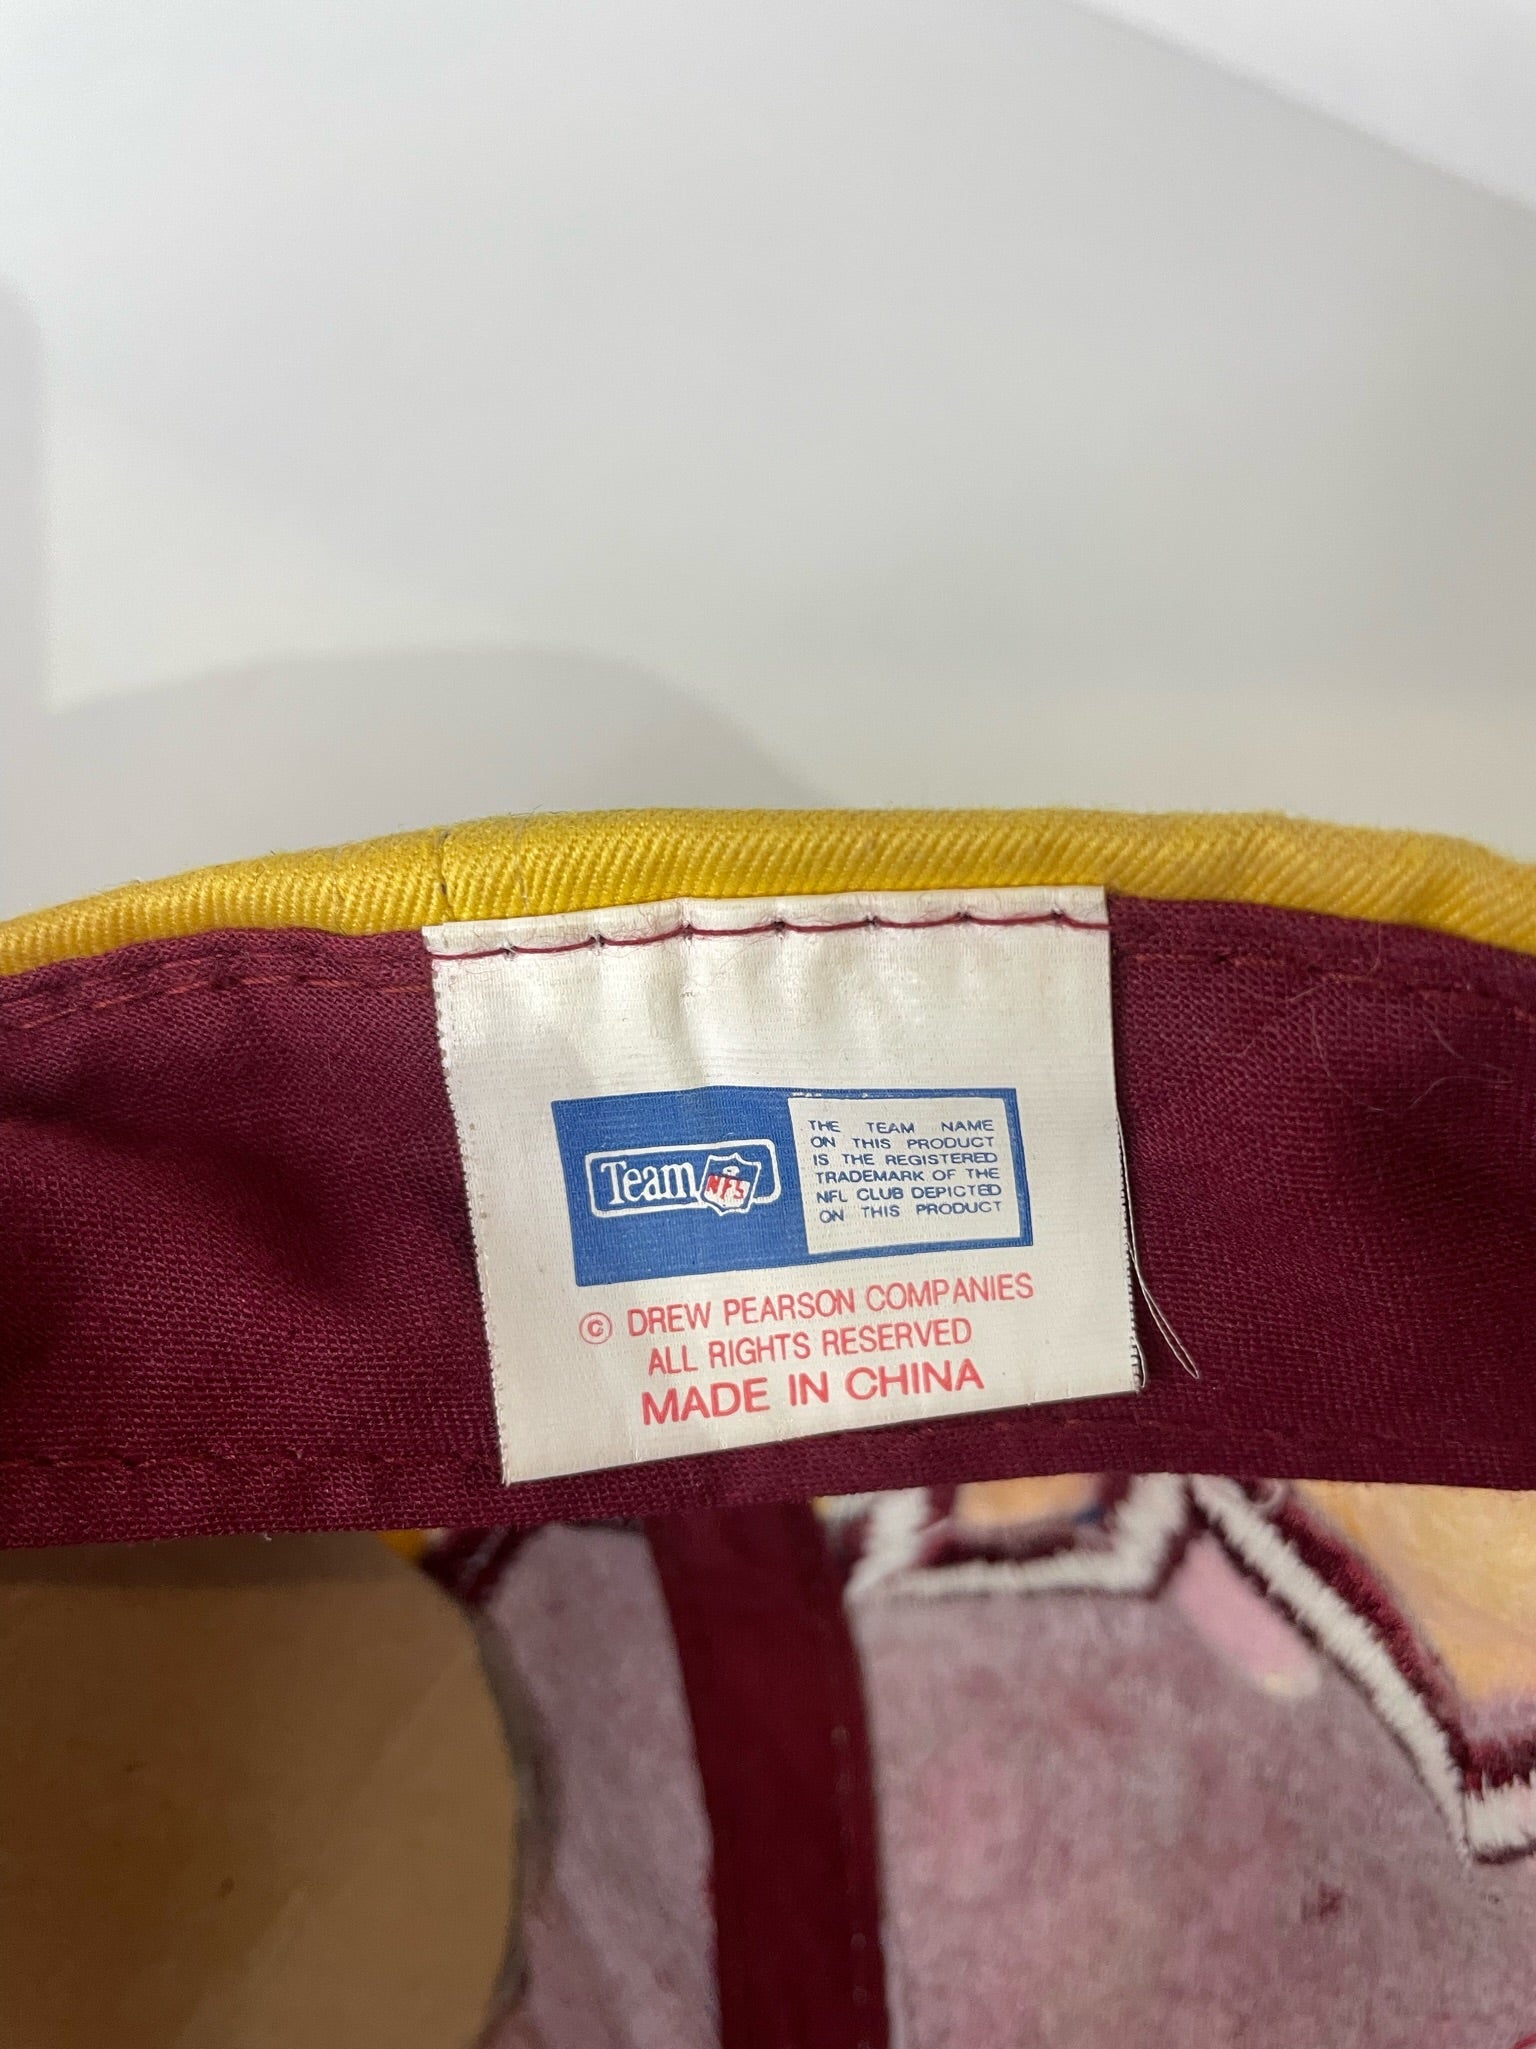 Team NFL
THE TEAM NAME
ON THIS PRODUCT
IS THE REGISTERED
TRADEMARK OF THE
NFL CLUB DEPICTED
ON THIS PRODUCT
© DREW PEARSON COMPANIES
ALL RIGHTS RESERVED
MADE IN CHINA